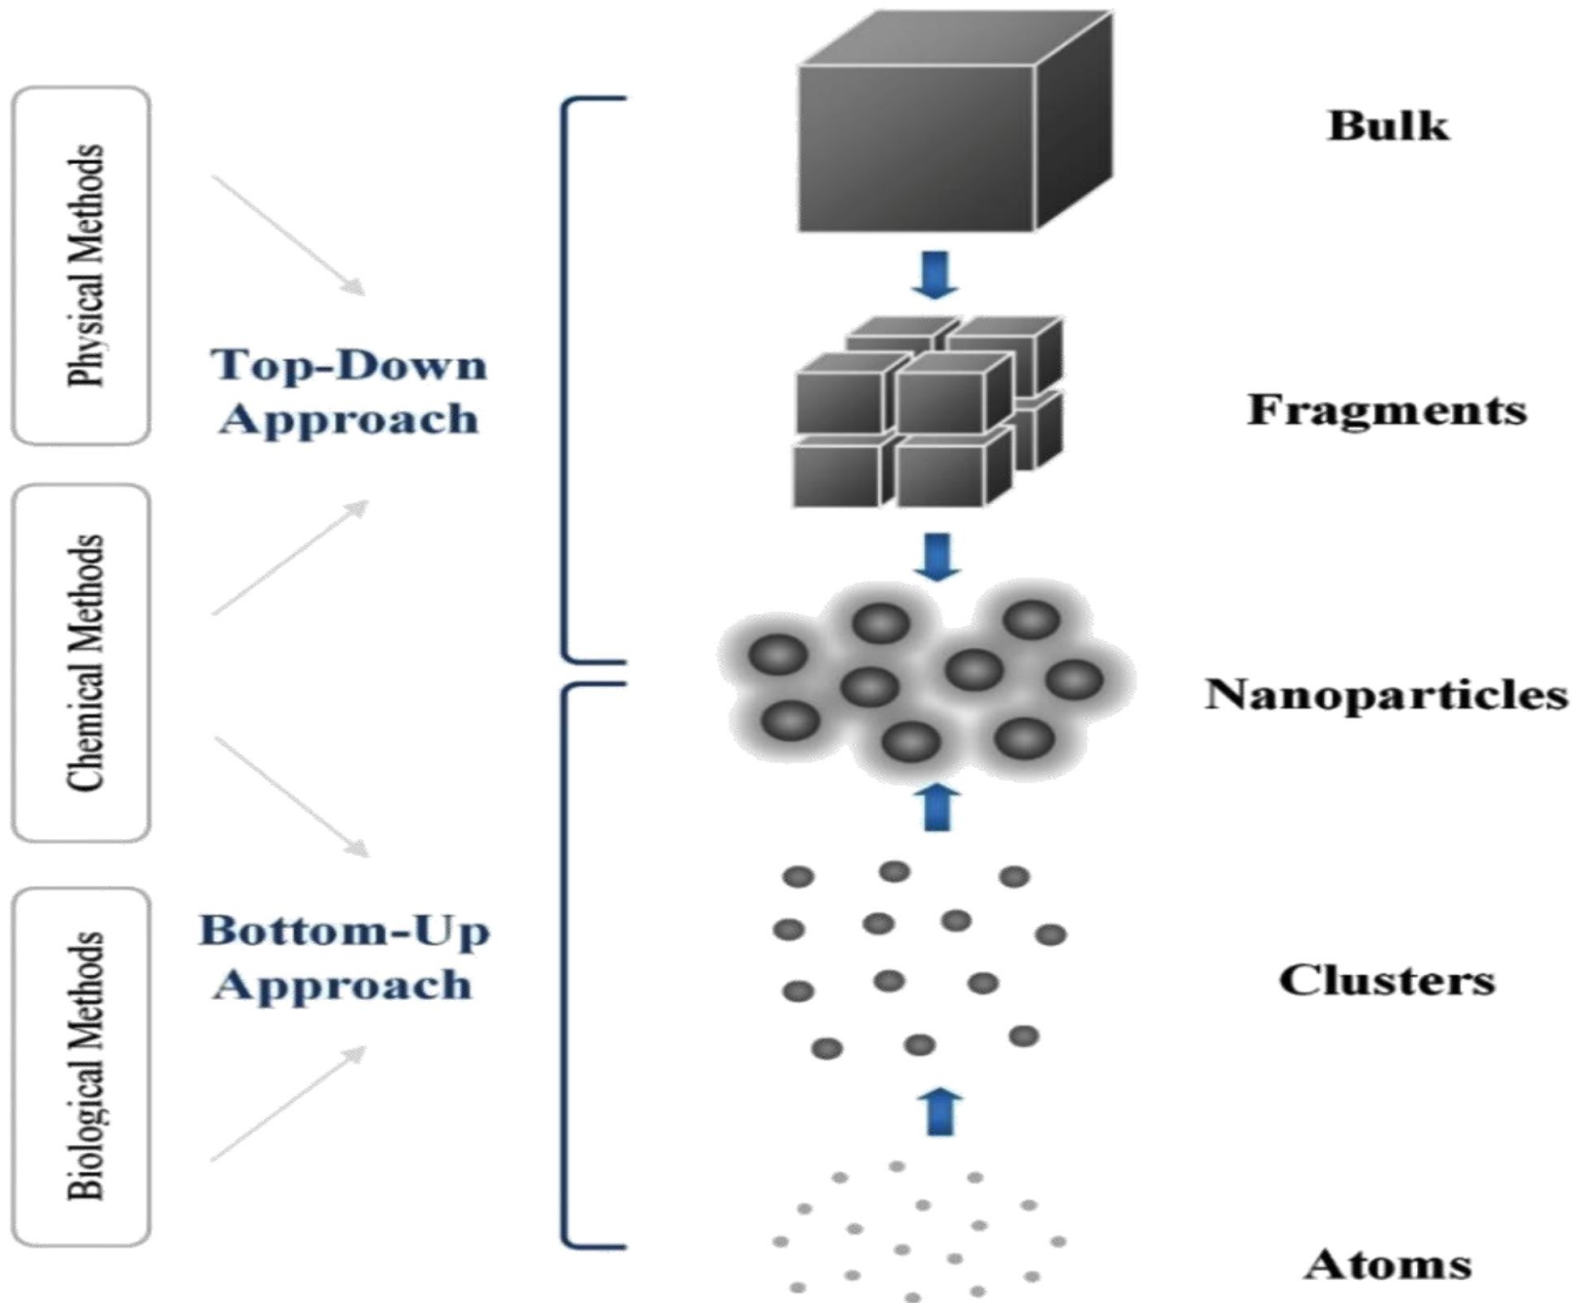 Physical Methods
Chemical Methods
Biological Methods
Top-Down
Approach
Bottom-Up
Approach
Bulk
Fragments
Nanoparticles
Clusters
Atoms